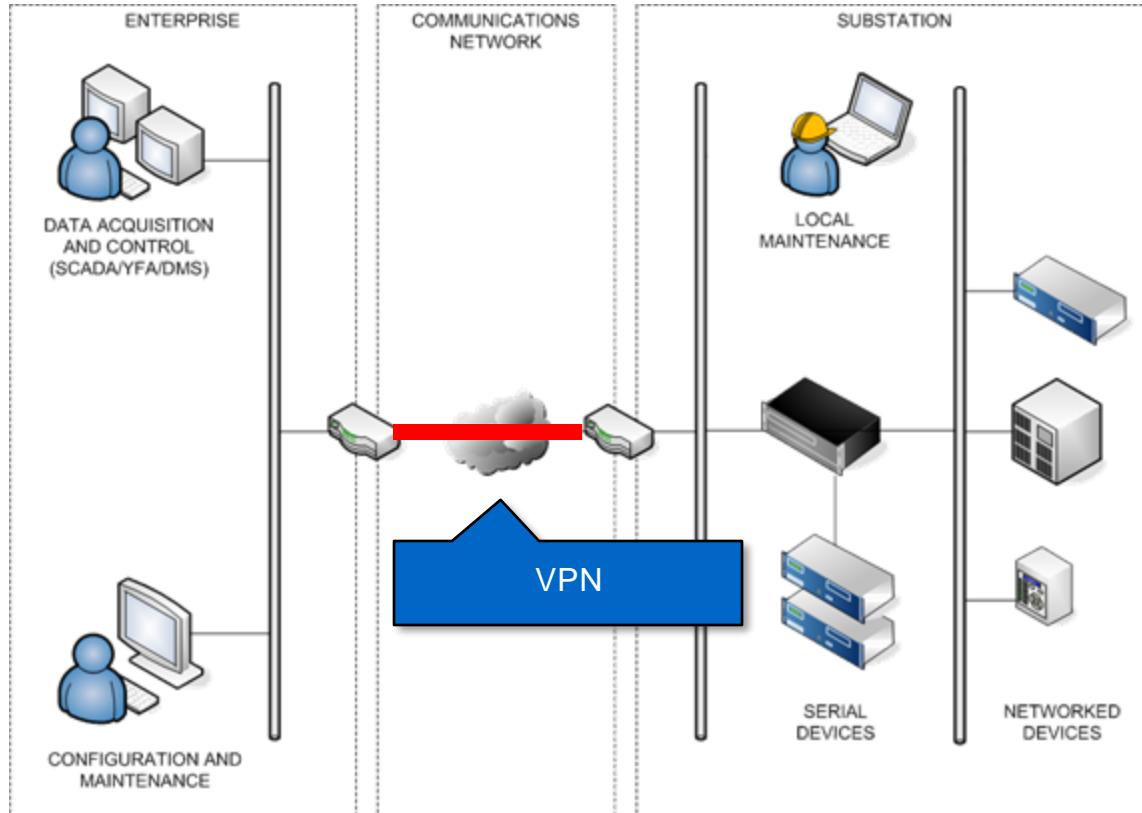 ENTERPRISE
COMMUNICATIONS
NETWORK
SUBSTATION
DATA ACQUISITION
AND CONTROL
(SCADA/YFA/DMS)
LOCAL
MAINTENANCE
VPN
CONFIGURATION AND
MAINTENANCE
SERIAL
DEVICES
NETWORKED
DEVICES